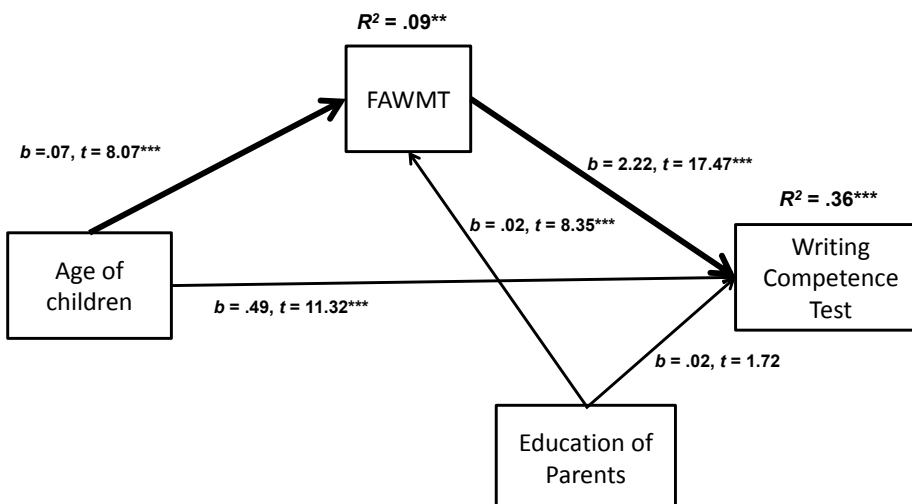 R² = .09**
FAWMT
b =.07, t = 8.07***
b = 2.22, t = 17.47***
R² = .36***
b = .02, t = 8.35***
Writing
Competence
Test
Age of
children
b = .49, t = 11.32***
b = .02, t = 1.72
Education of
Parents